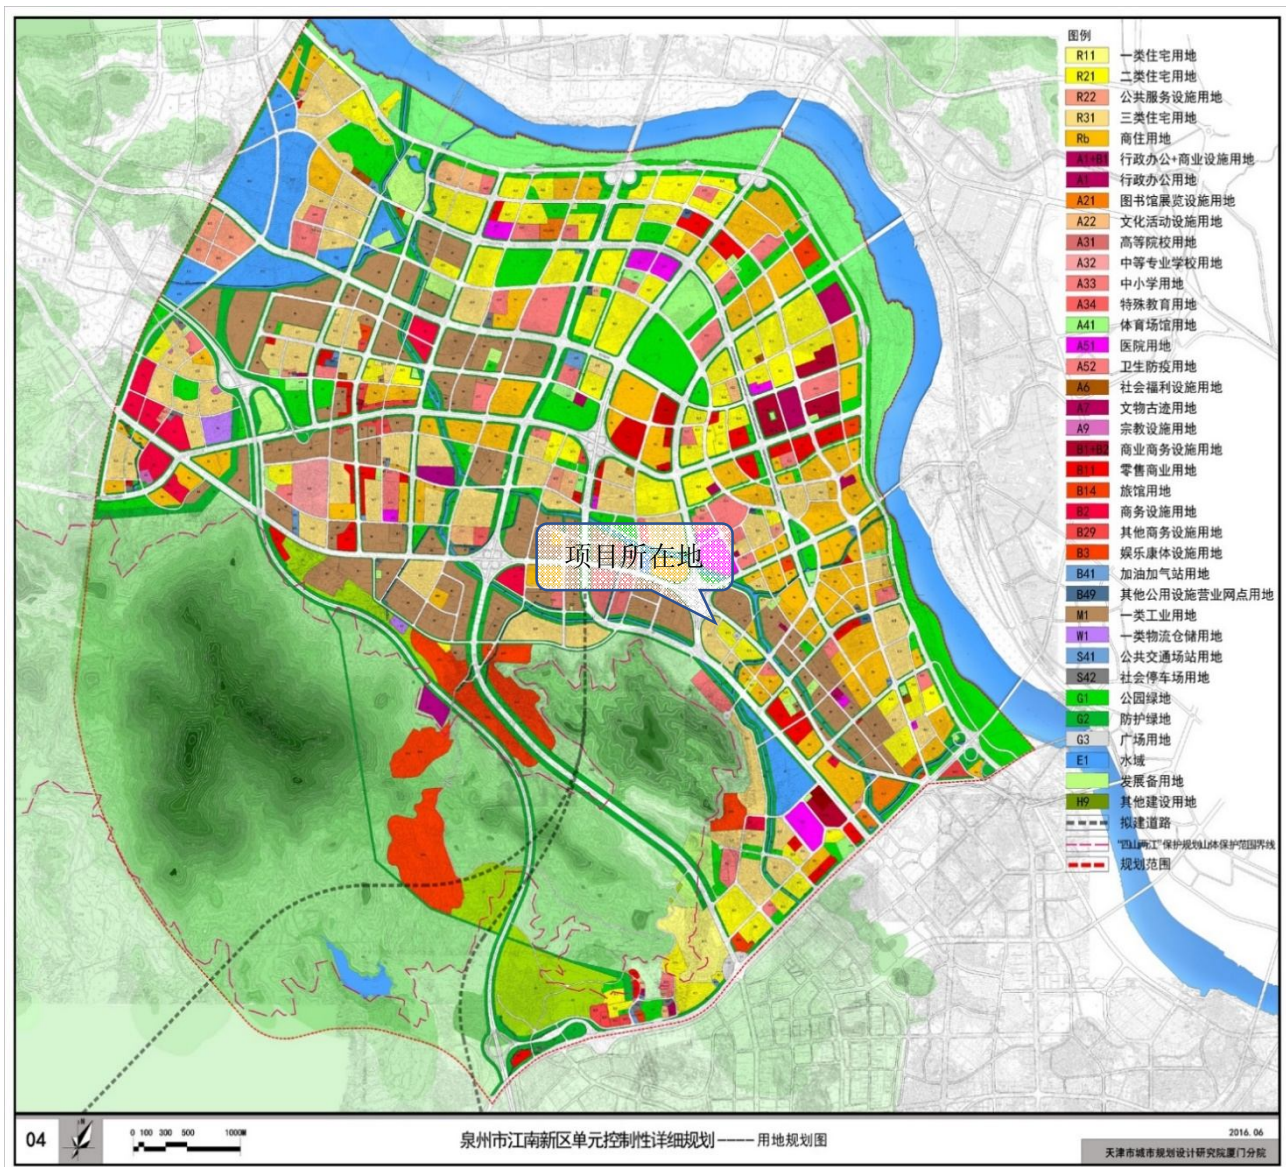 图例
R11 一类住宅用地
R21 二类住宅用地
R22 公共服务设施用地
R31 三类住宅用地
Rb 商住用地
A1+B1 行政办公+商业设施用地
A1 行政办公用地
A21 图书馆展览设施用地
A22 文化活动设施用地
A31 高等院校用地
A32 中等专业学校用地
A33 中小学用地
A34 特殊教育用地
A41 体育场馆用地
A51 医院用地
A52 卫生防疫用地
A6 社会福利设施用地
A7 文物古迹用地
A9 宗教设施用地
B1+B2 商业商务设施用地
B11 零售商业用地
B14 旅馆用地
B2 商务设施用地
B29 其他商务设施用地
B3 娱乐康体设施用地
B41 加油加气站用地
B49 其他公用设施营业网点用地
M1 一类工业用地
W1 一类物流仓储用地
S41 公共交通场站用地
S42 社会停车场用地
G1 公园绿地
G2 防护绿地
G3 广场用地
E1 水域
发展备用地
H9 其他建设用地
拟建道路
"四山两江"保护规划山体保护范围界线
规划范围
项目所在地
04
0 100 300 500 1000M
泉州市江南新区单元控制性详细规划----用地规划图
2016.06
天津市城市规划设计研究院厦门分院